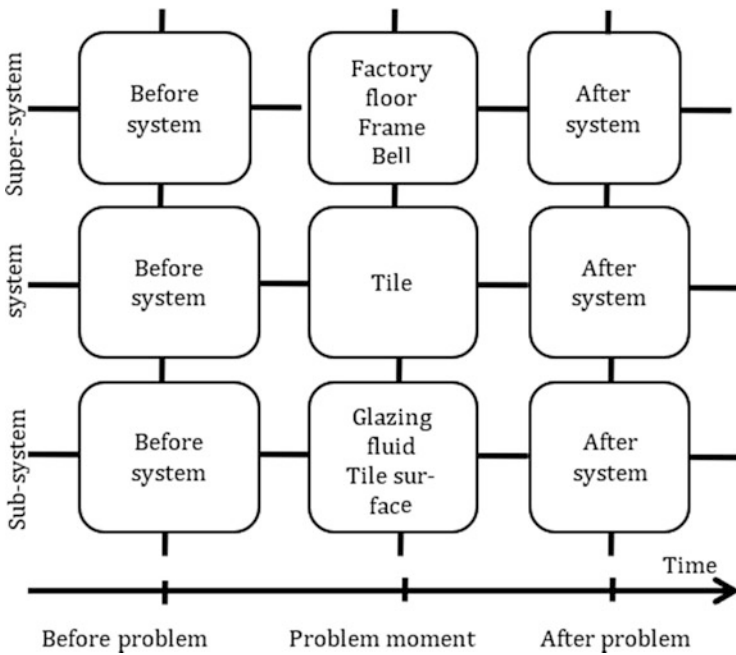 Super-system
Before
system
Factory
floor
Frame
Bell
After
system
system
Before
system
Tile
After
system
Sub-system
Before
system
Glazing
fluid
Tile sur-
face
After
system
Time
Before problem
Problem moment
After problem